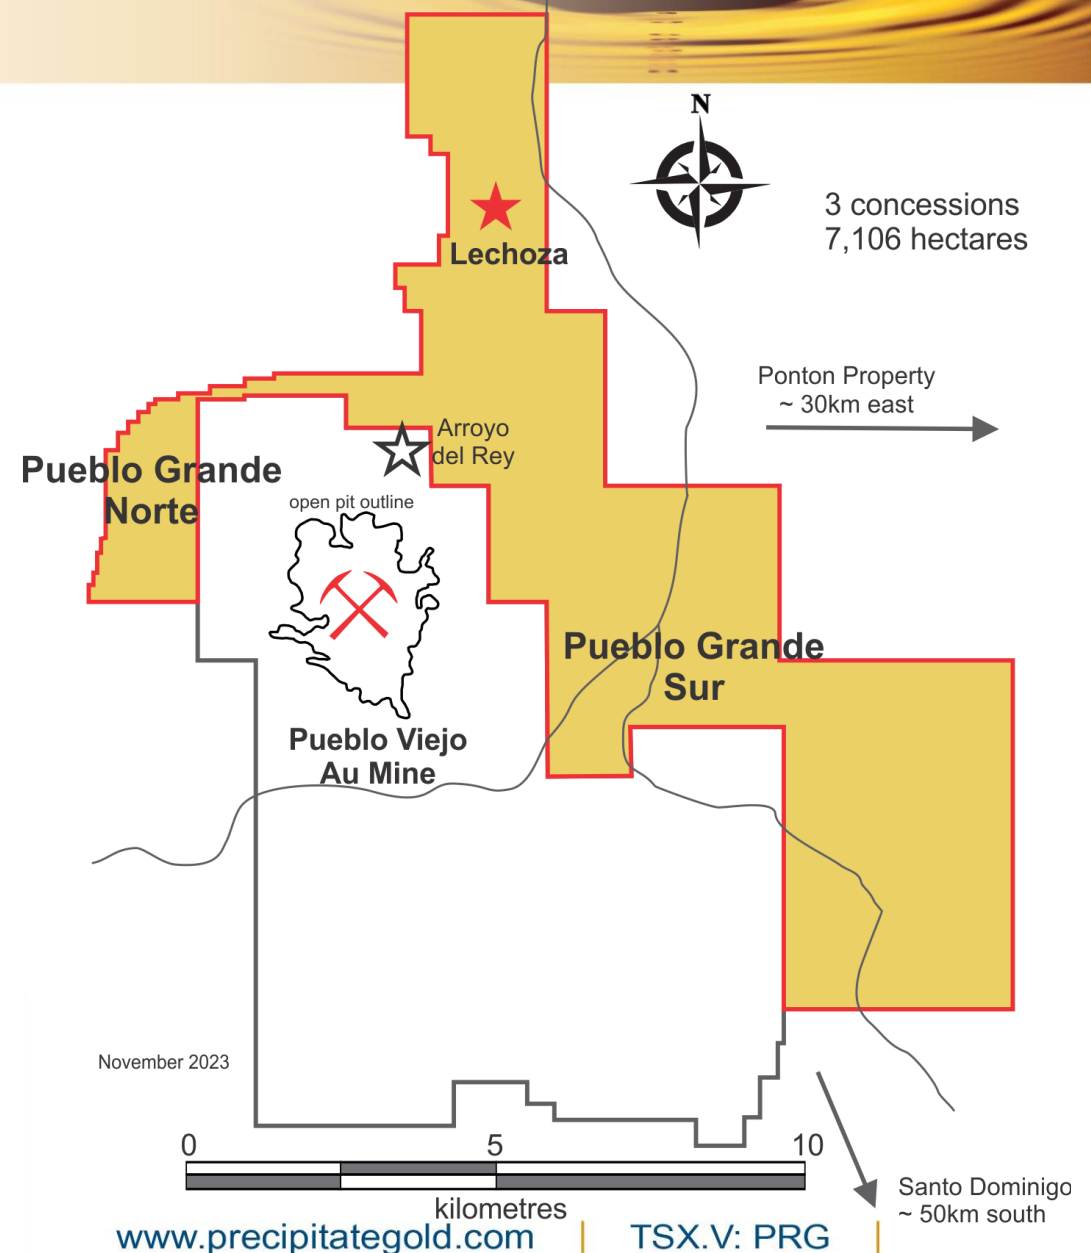 N
3 concessions
7,106 hectares
Lechoza
Ponton Property
~ 30km east
Arroyo
del Rey
Pueblo Grande
Norte
open pit outline
Pueblo Grande
Sur
Pueblo Viejo
Au Mine
November 2023
0 5 10
kilometres
Santo Dominigo
~ 50km south
www.precipitategold.com | TSX.V: PRG |